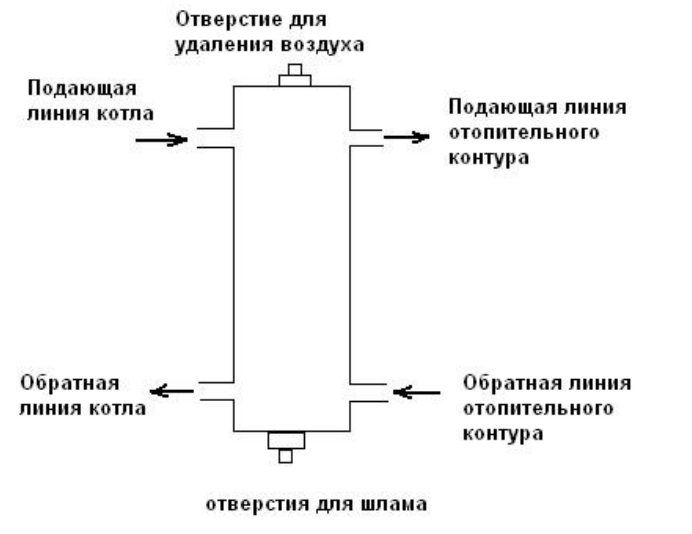 Отверстие для
удаления воздуха
Подающая
линия котла
Подающая линия
отопительного
контура
Обратная
линия котла
Обратная линия
отопительного
контура
отверстия для шлама